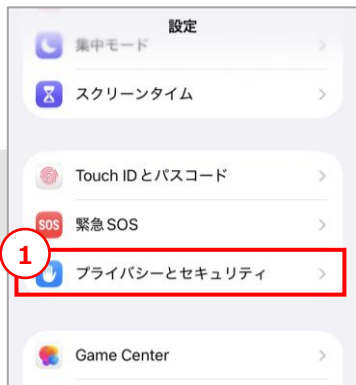 設定
集中モード
スクリーンタイム
Touch IDとパスコード
SOS 緊急SOS
1
プライバシーとセキュリティ
Game Center